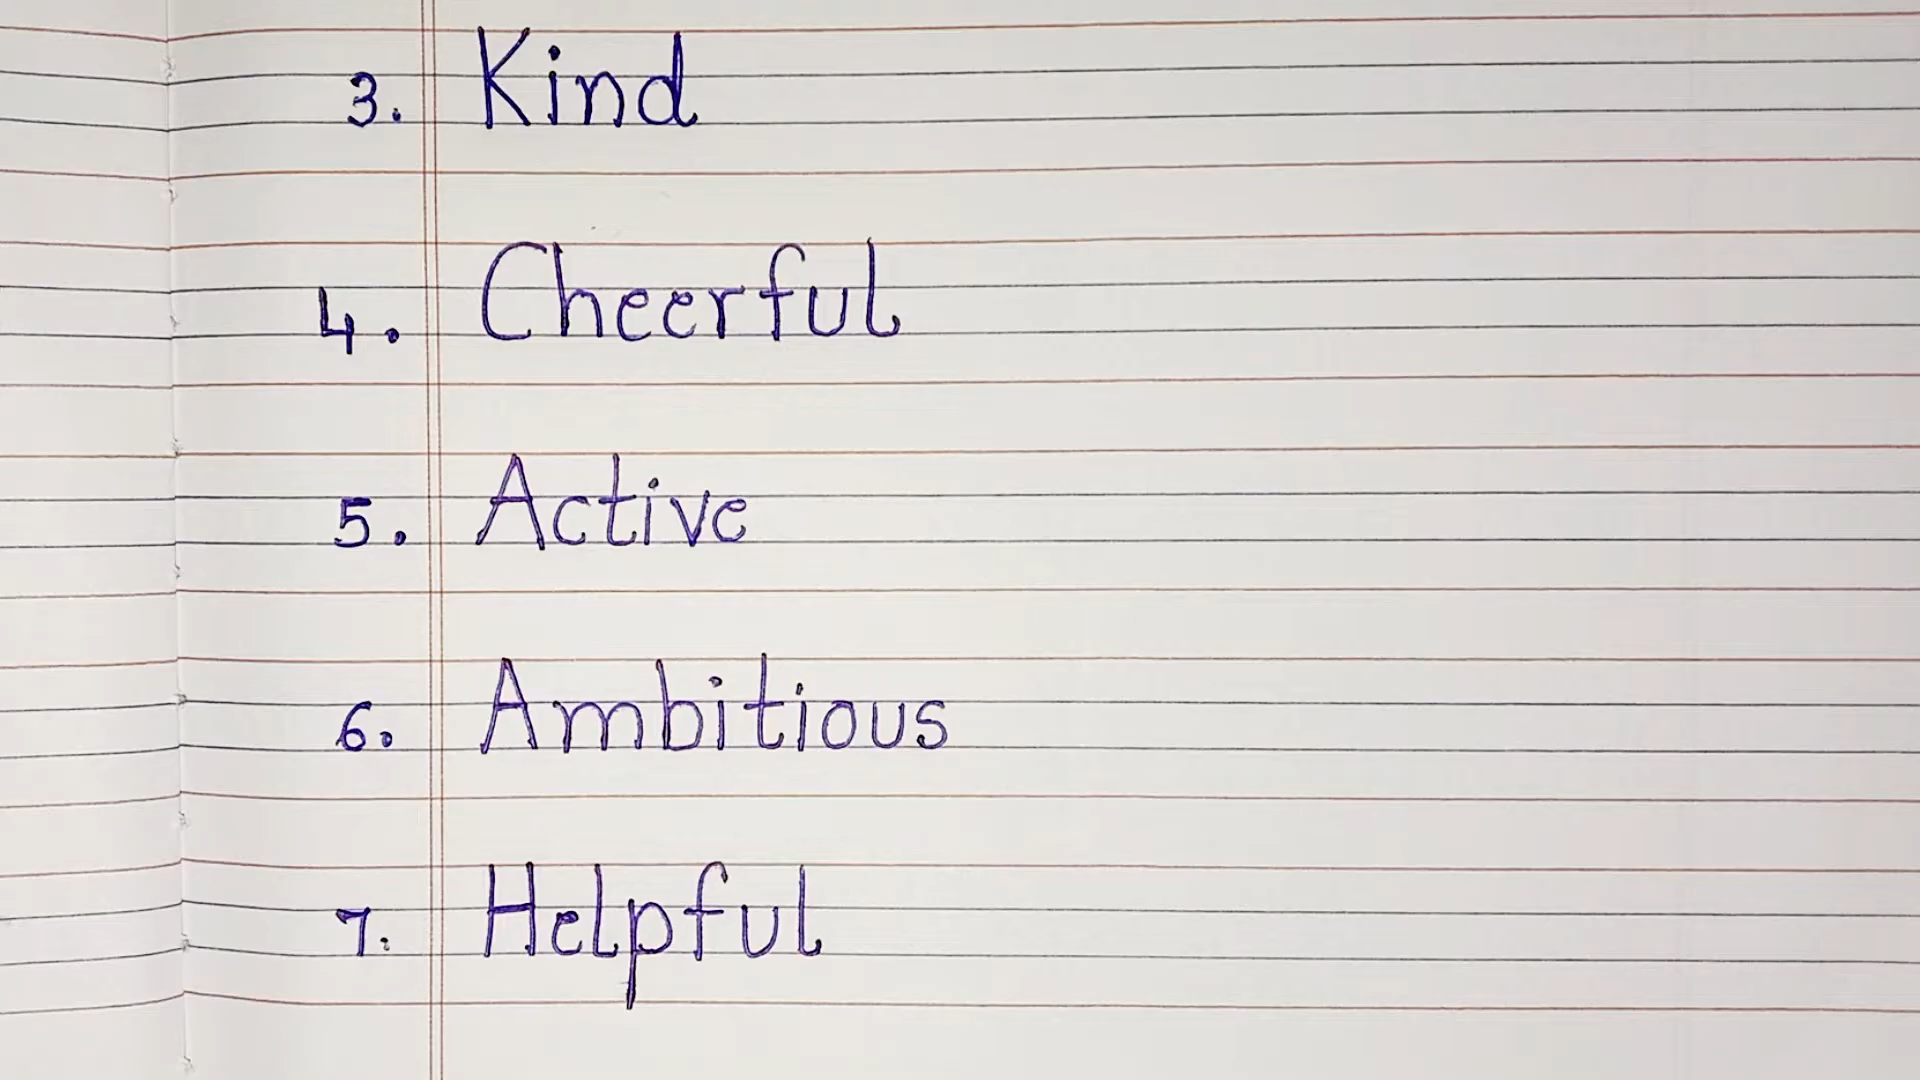 3. Kind
4. Cheerful
5. Active
6. Ambitious
7. Helpful